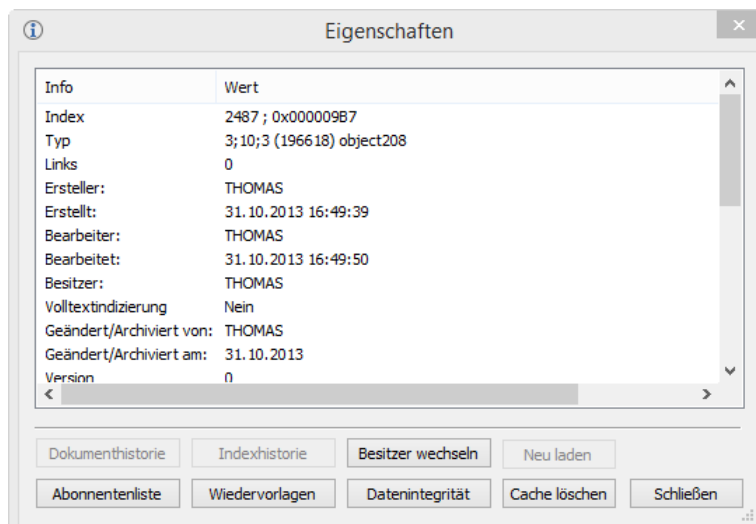 Eigenschaften
Info Wert
Index 2487 ; 0x000009B7
Typ 3;10;3 (196618) object208
Links 0
Ersteller: THOMAS
Erstellt: 31.10.2013 16:49:39
Bearbeiter: THOMAS
Bearbeitet: 31.10.2013 16:49:50
Besitzer: THOMAS
Volltextindizierung Nein
Geändert/Archiviert von: THOMAS
Geändert/Archiviert am: 31.10.2013
Version 0
Dokumenthistorie Indexhistorie Besitzer wechseln Neu laden
Abonnentenliste Wiedervorlagen Datenintegrität Cache löschen Schließen